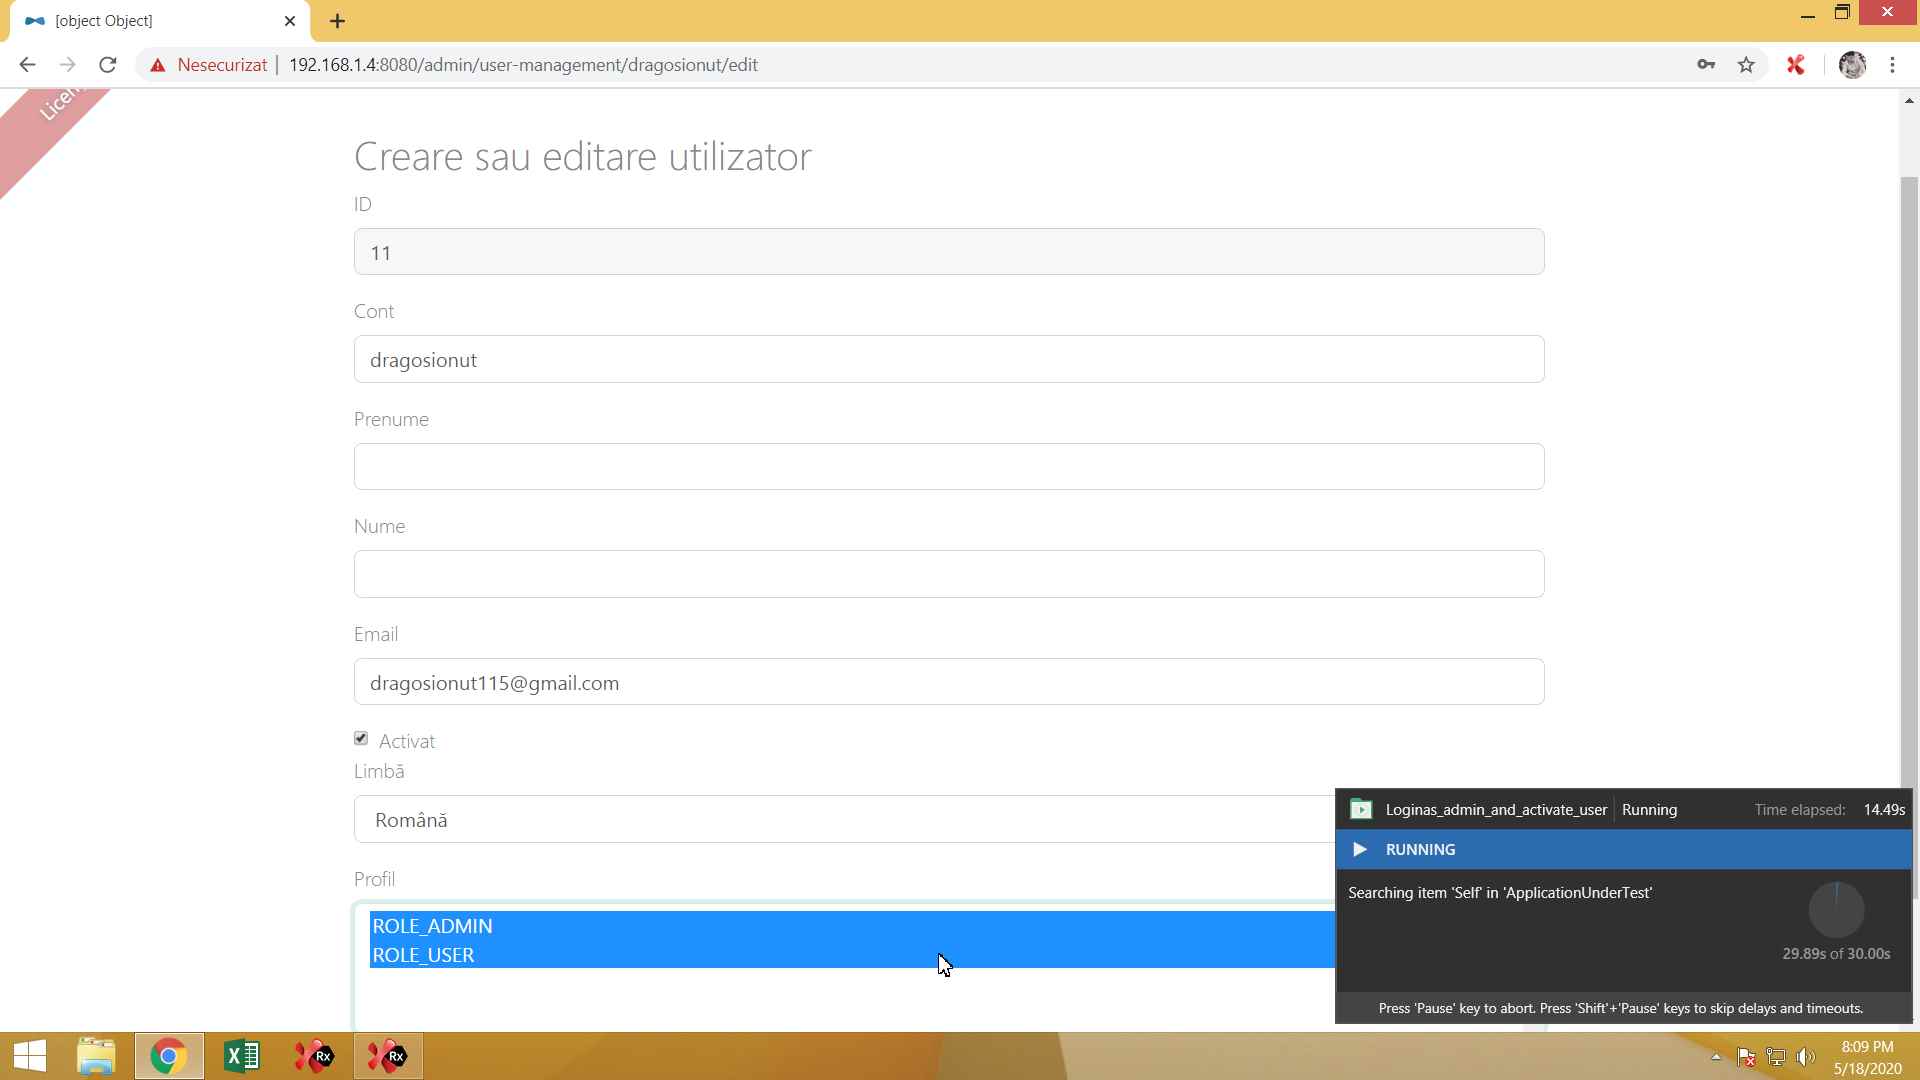 [object Object]
Nesecurizat 192.168.1.4:8080/admin/user-management/dragosionut/edit
Creare sau editare utilizator
ID
11
Cont
dragosionut
Prenume
Nume
Email
dragosionut115@gmail.com
Activat
Limbă
Română
Profil
ROLE_ADMIN
ROLE_USER
Loginas_admin_and_activate_user Running Time elapsed: 14.49s
RUNNING
Searching item 'Self' in 'ApplicationUnderTest'
29.89s of 30.00s
Press 'Pause' key to abort. Press 'Shift'+'Pause' keys to skip delays and timeouts.
Rx
Rx
8:09 PM
5/18/2020